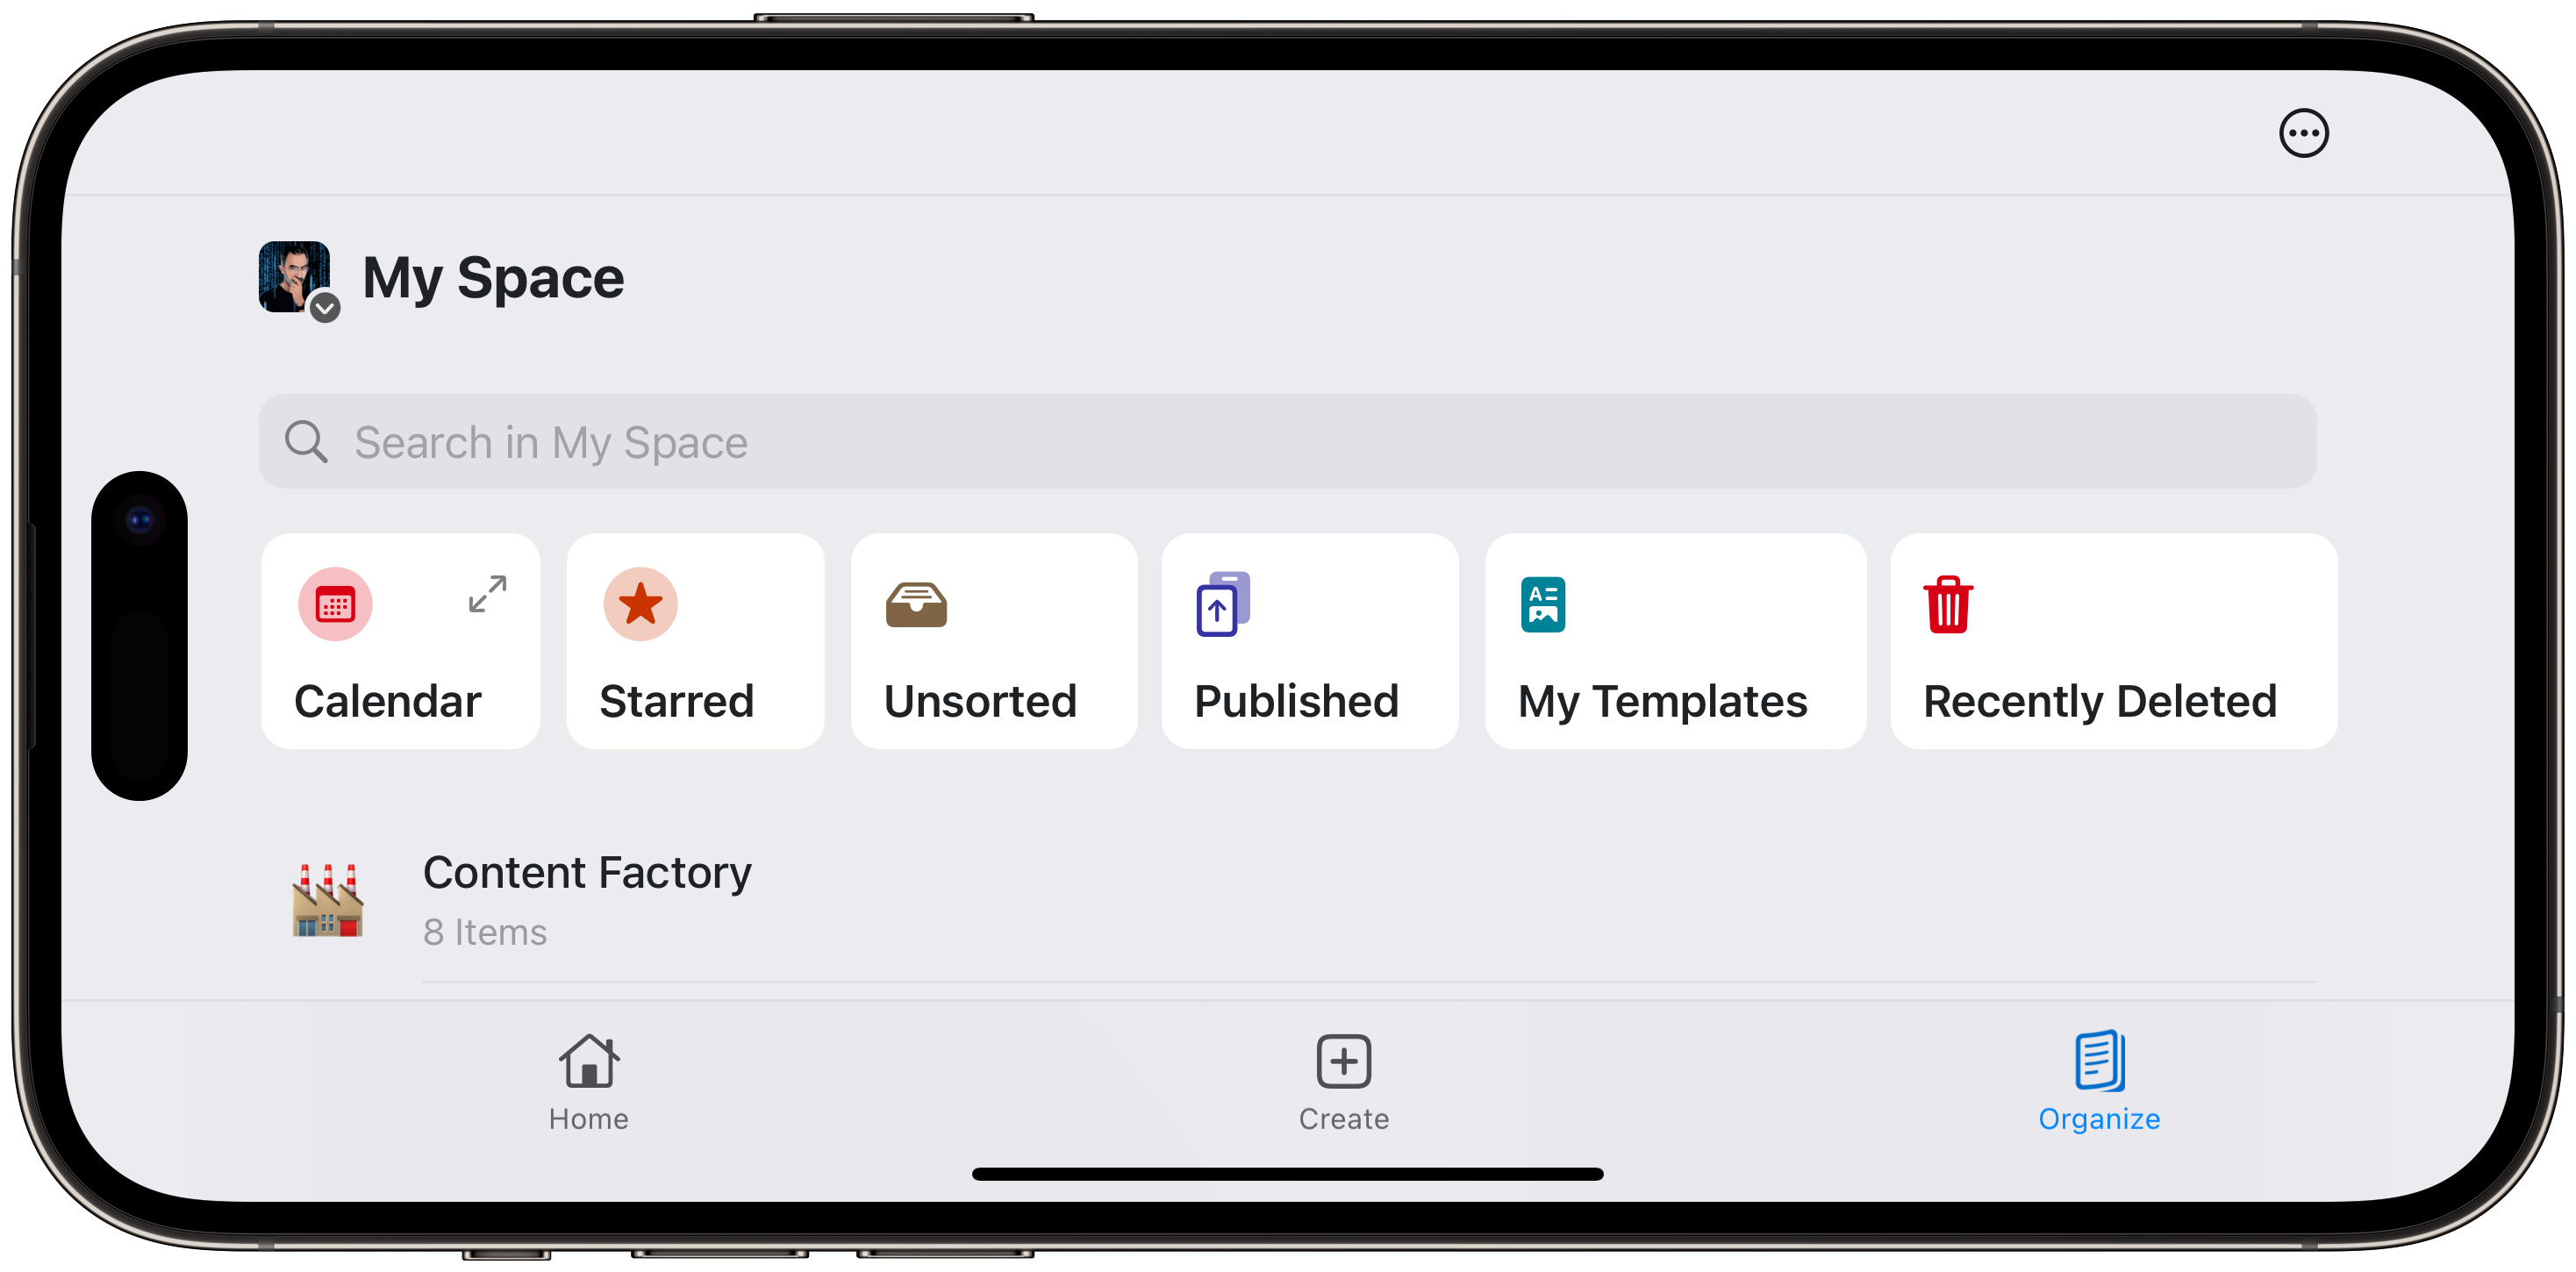 My Space
Search in My Space
Calendar
Starred
Unsorted
Published
My Templates
Recently Deleted
Content Factory
8 Items
Home
Create
Organize